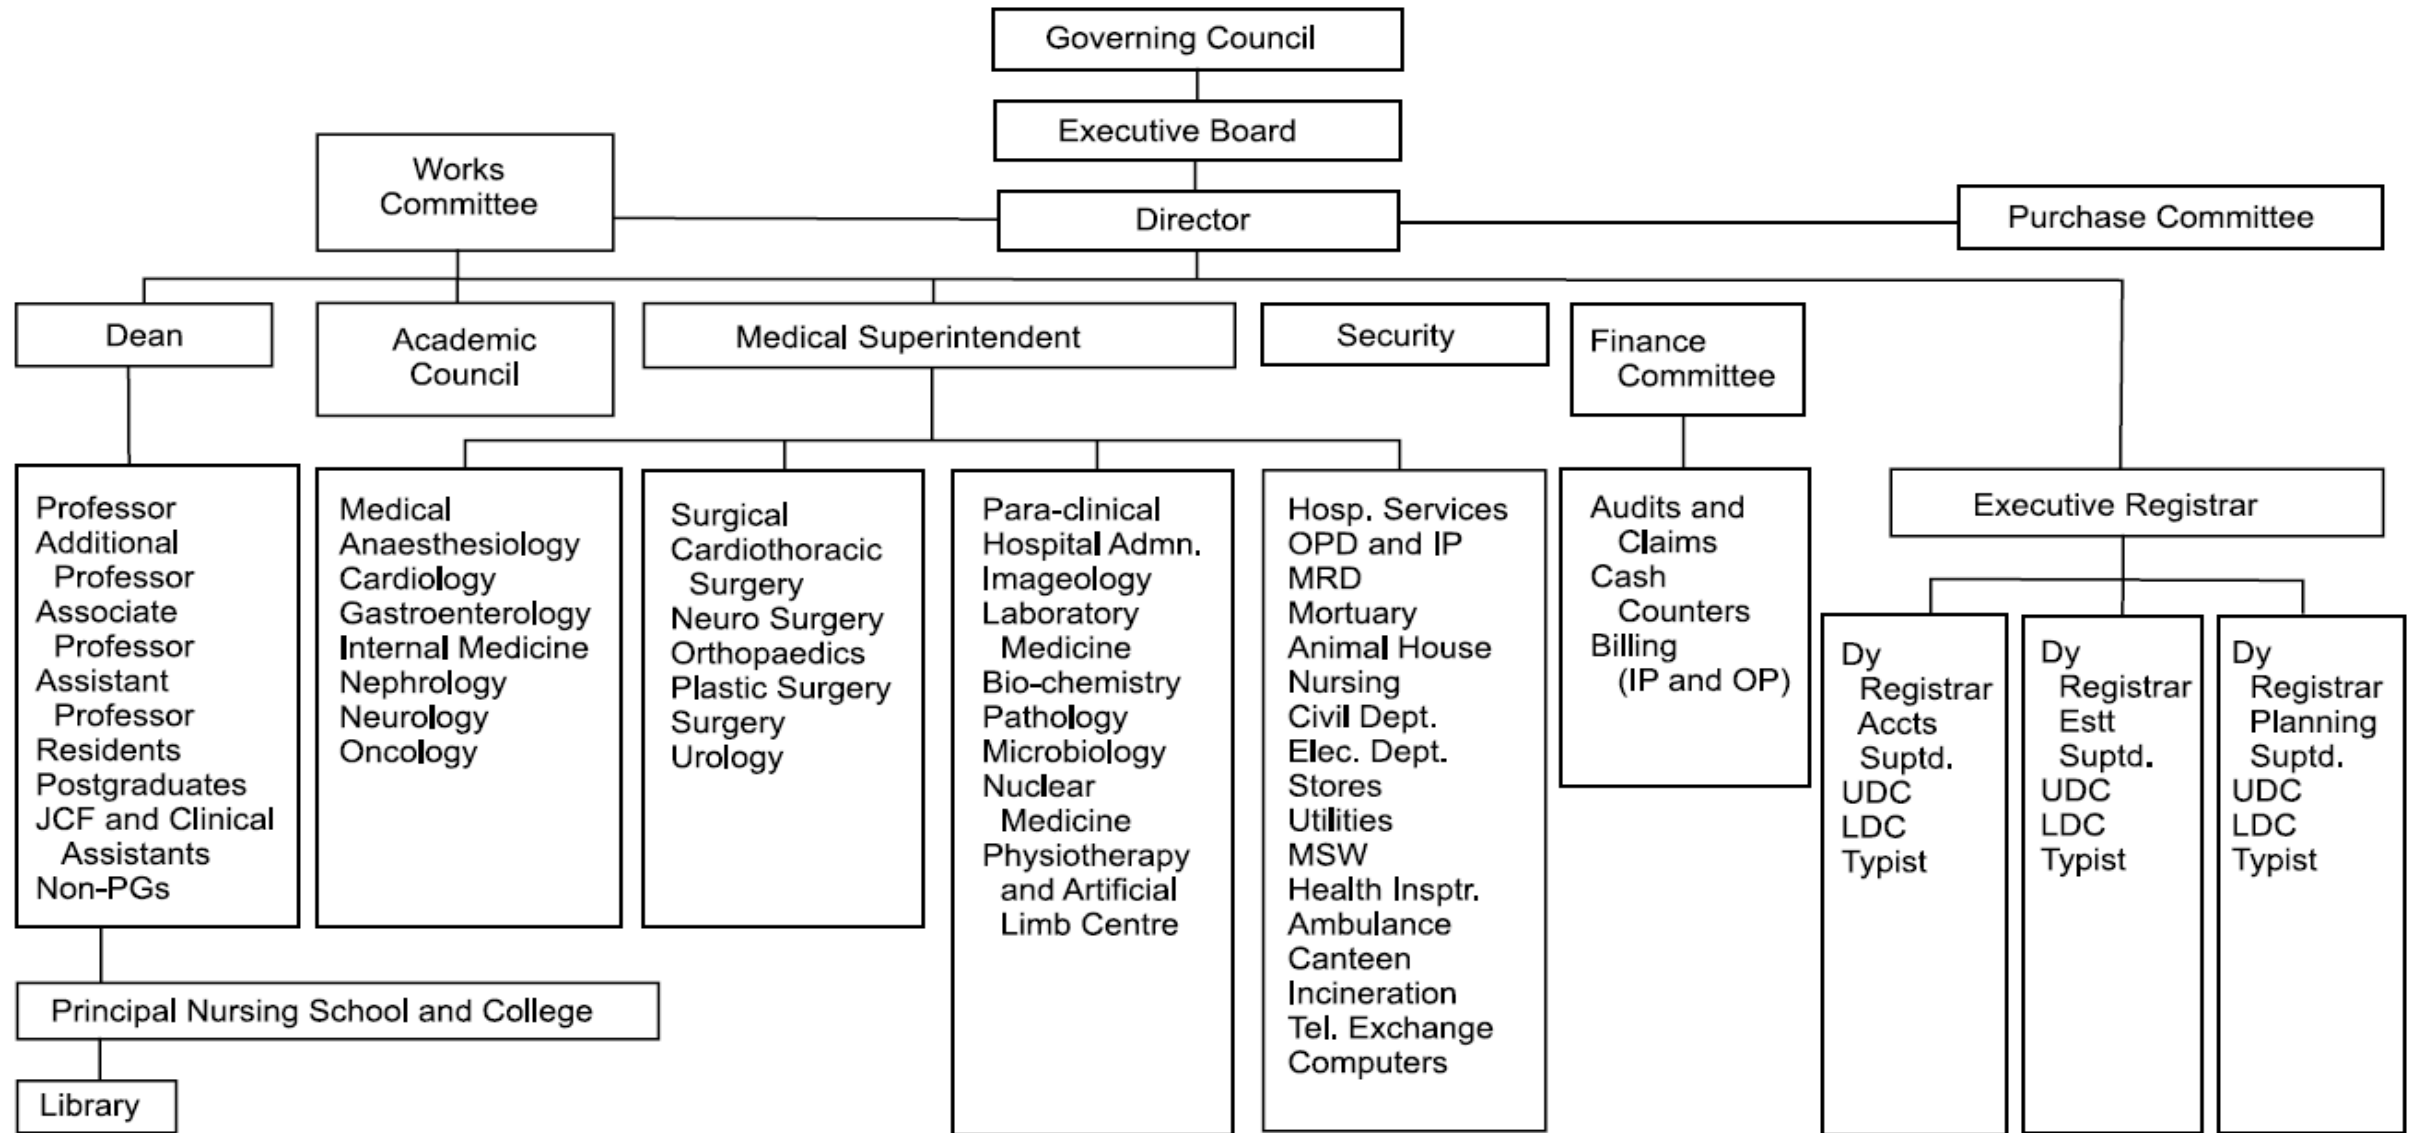 Governing Council
Executive Board
Works
Committee
Director
Purchase Committee
Dean
Academic
Council
Medical Superintendent
Security
Finance
Committee
Professor
Additional
Professor
Associate
Professor
Assistant
Professor
Residents
Postgraduates
JCF and Clinical
Assistants
Non-PGs
Medical
Anaesthesiology
Cardiology
Gastroenterology
Internal Medicine
Nephrology
Neurology
Oncology
Surgical
Cardiothoracic
Surgery
Neuro Surgery
Orthopaedics
Plastic Surgery
Surgery
Urology
Para-clinical
Hospital Admn.
Imageology
Laboratory
Medicine
Bio-chemistry
Pathology
Microbiology
Nuclear
Medicine
Physiotherapy
and Artificial
Limb Centre
Hosp. Services
OPD and IP
MRD
Mortuary
Animal House
Nursing
Civil Dept.
Elec. Dept.
Stores
Utilities
MSW
Health Insptr.
Ambulance
Canteen
Incineration
Tel. Exchange
Computers
Audits and
Claims
Cash
Counters
Billing
(IP and OP)
Executive Registrar
Dy
Registrar
Accts
Suptd.
UDC
LDC
Typist
Dy
Registrar
Estt
Suptd.
UDC
LDC
Typist
Dy
Registrar
Planning
Suptd.
UDC
LDC
Typist
Principal Nursing School and College
Library